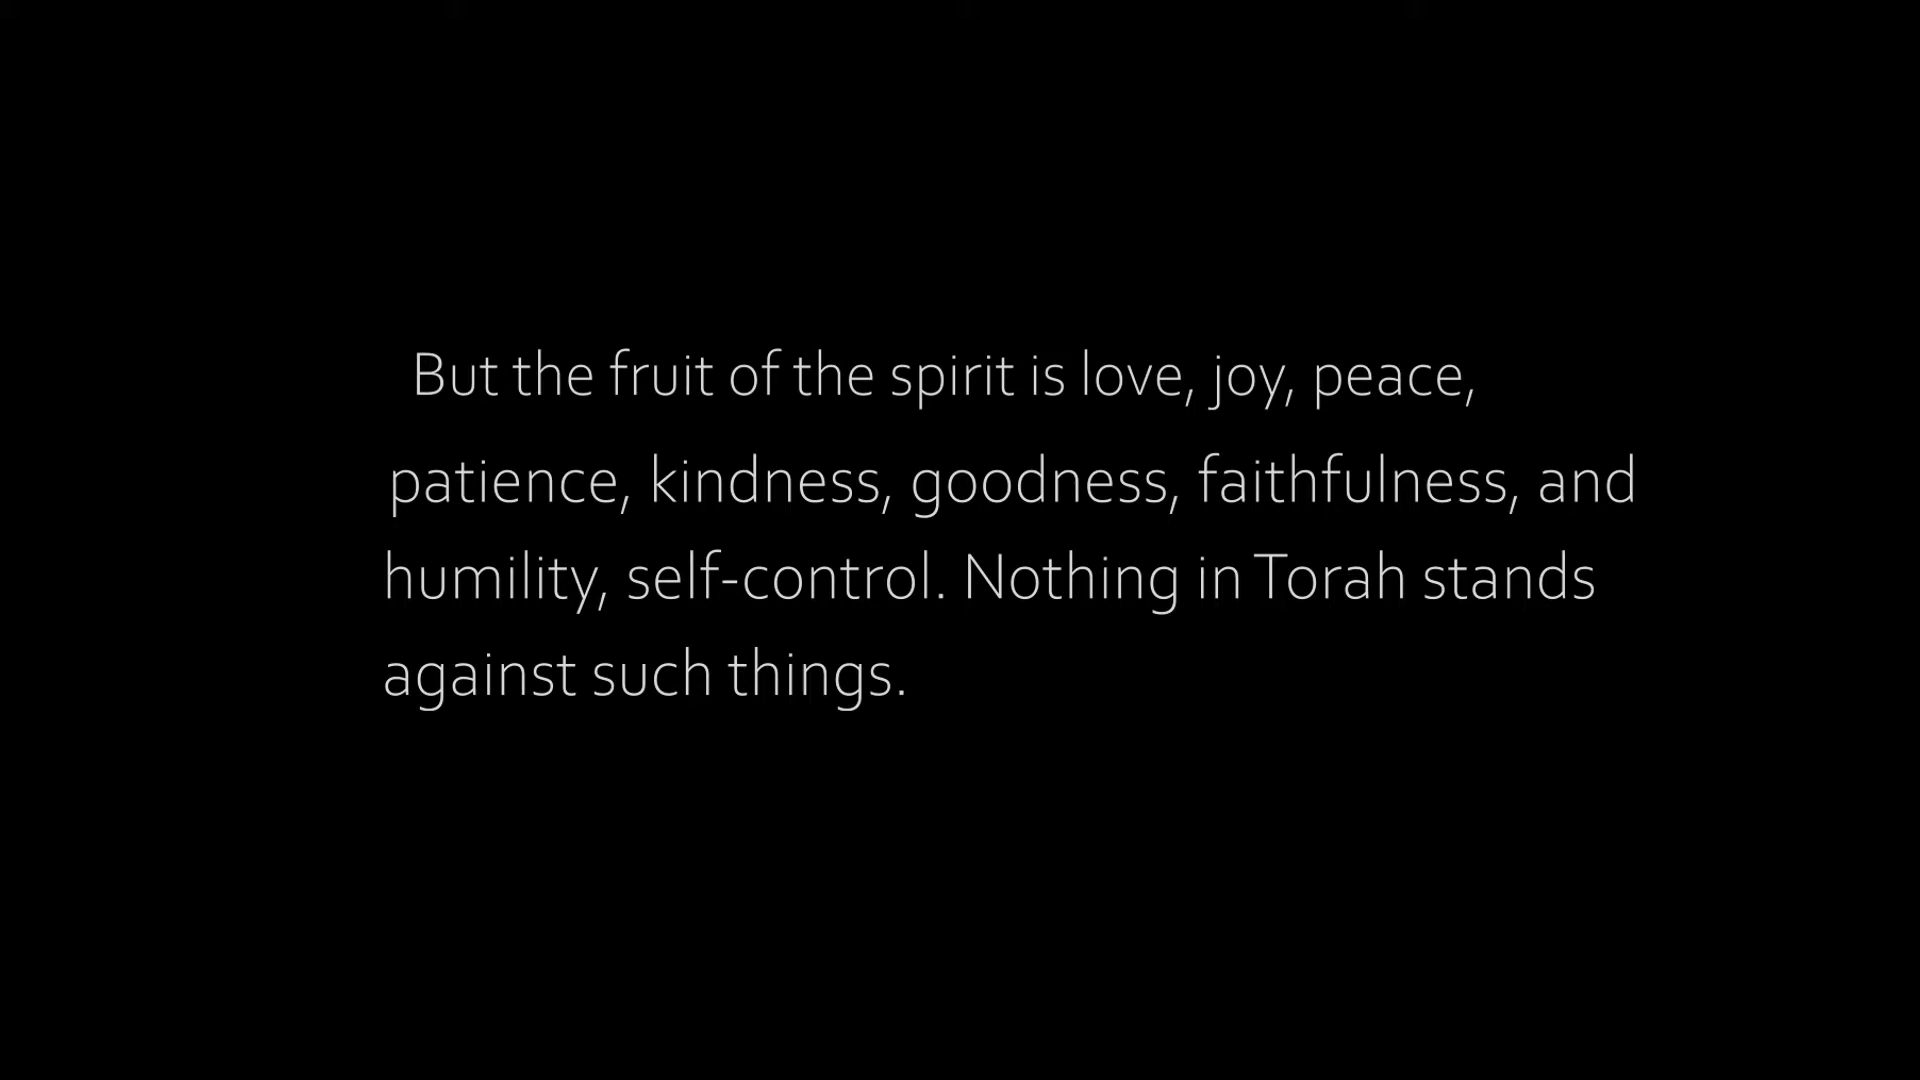 But the fruit of the spirit is love, joy, peace,
patience, kindness, goodness, faithfulness, and
humility, self-control. Nothing in Torah stands
against such things.